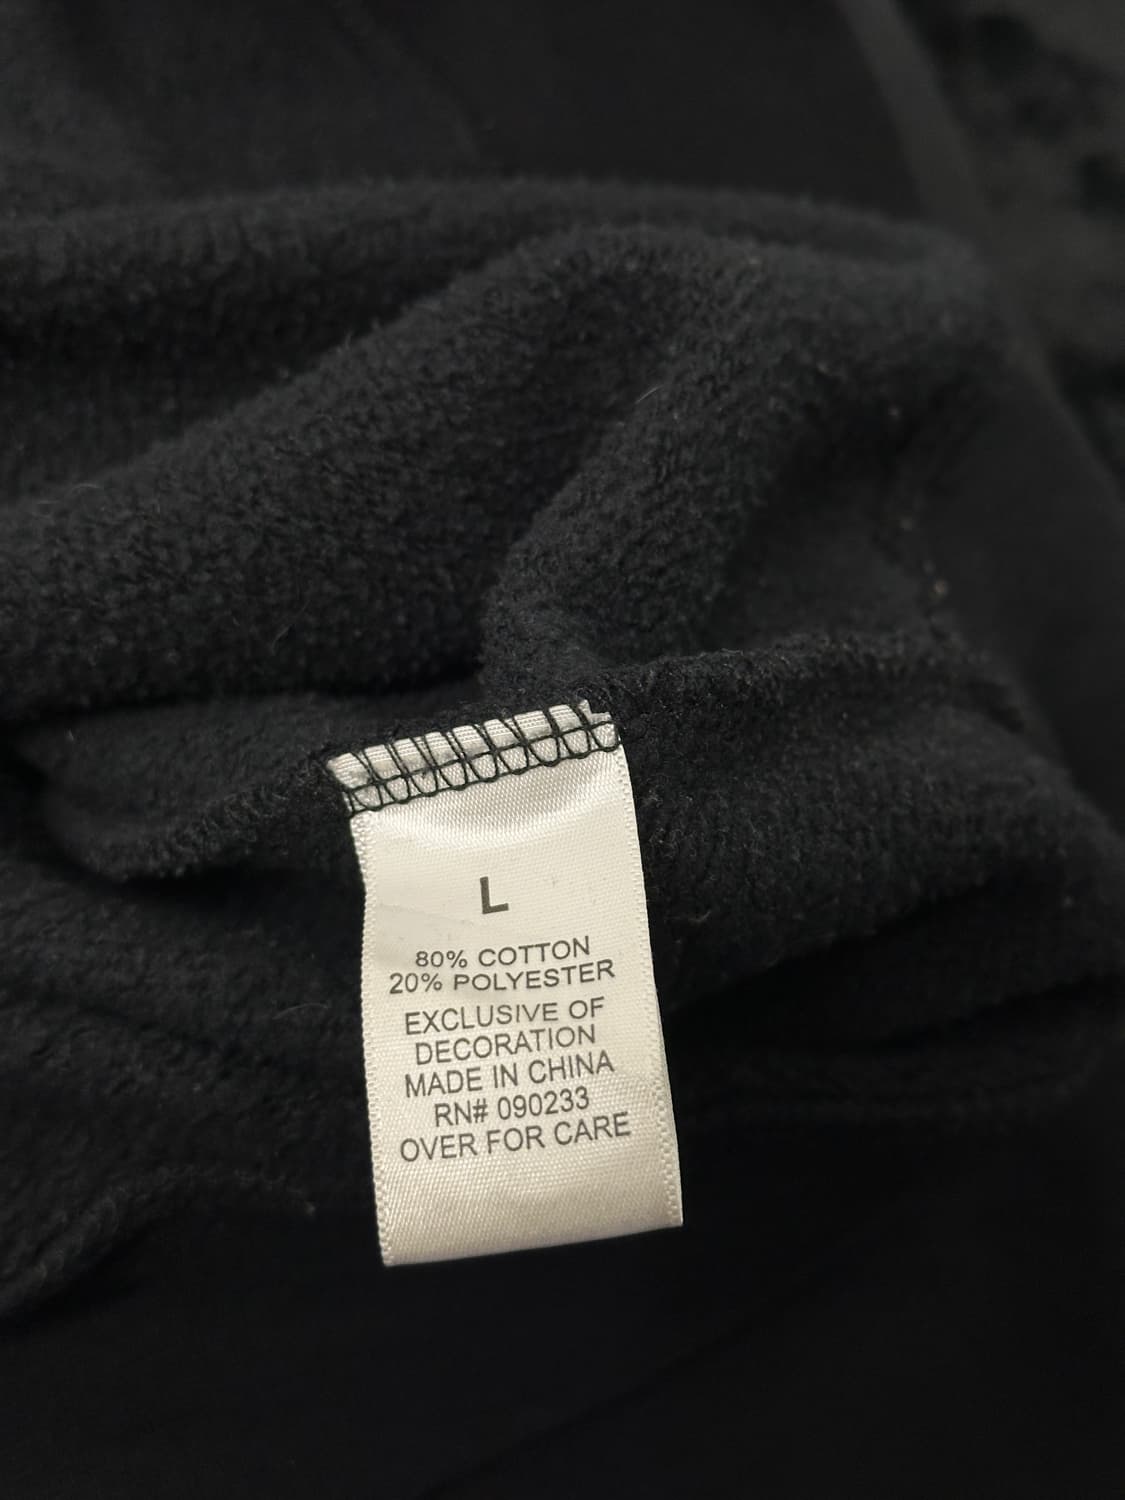 L
80% COTTON
20% POLYESTER
EXCLUSIVE OF
DECORATION
MADE IN CHINA
RN# 090233
OVER FOR CARE